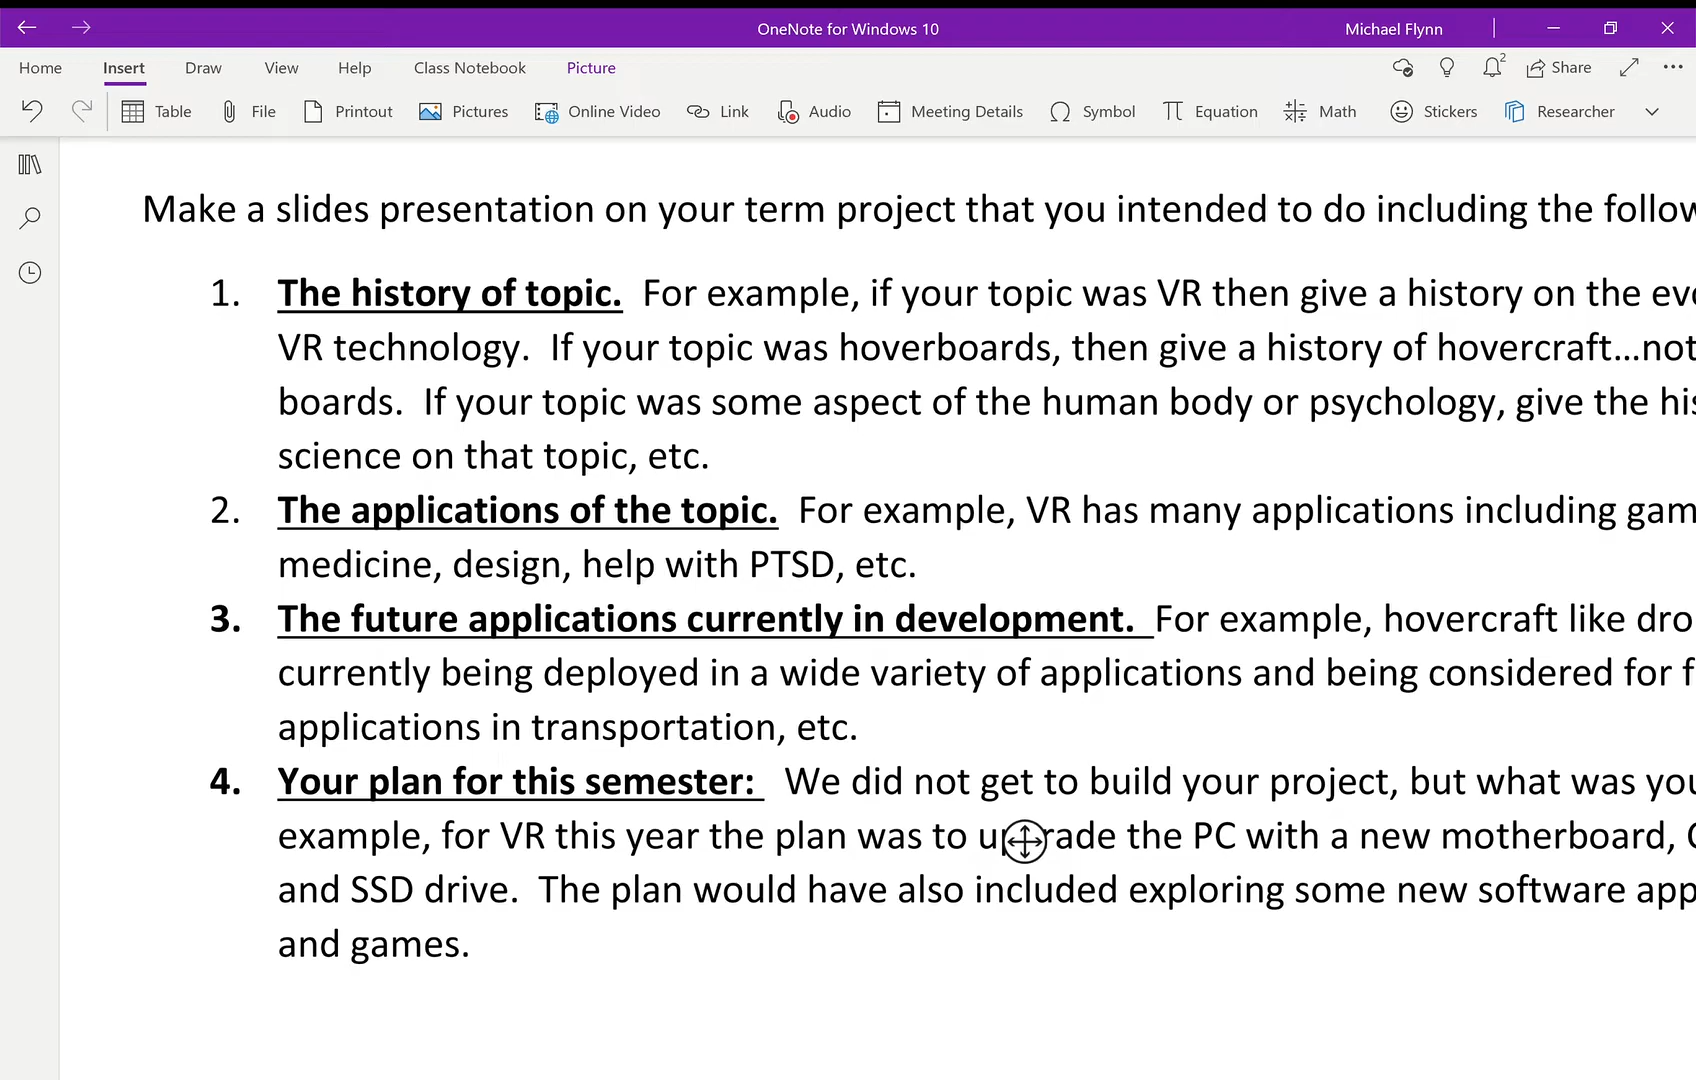 OneNote for Windows 10
Michael Flynn
Home Insert Draw View Help Class Notebook Picture
2 Share
Table File Printout Pictures Online Video Link Audio Meeting Details Symbol Equation Math Stickers Researcher
Make a slides presentation on your term project that you intended to do including the follow
1. The history of topic. For example, if your topic was VR then give a history on the evo
VR technology. If your topic was hoverboards, then give a history of hovercraft...not
boards. If your topic was some aspect of the human body or psychology, give the his
science on that topic, etc.
2. The applications of the topic. For example, VR has many applications including gam
medicine, design, help with PTSD, etc.
3. The future applications currently in development. For example, hovercraft like dro
currently being deployed in a wide variety of applications and being considered for f
applications in transportation, etc.
4. Your plan for this semester: We did not get to build your project, but what was you
example, for VR this year the plan was to upgrade the PC with a new motherboard,
and SSD drive. The plan would have also included exploring some new software app
and games.